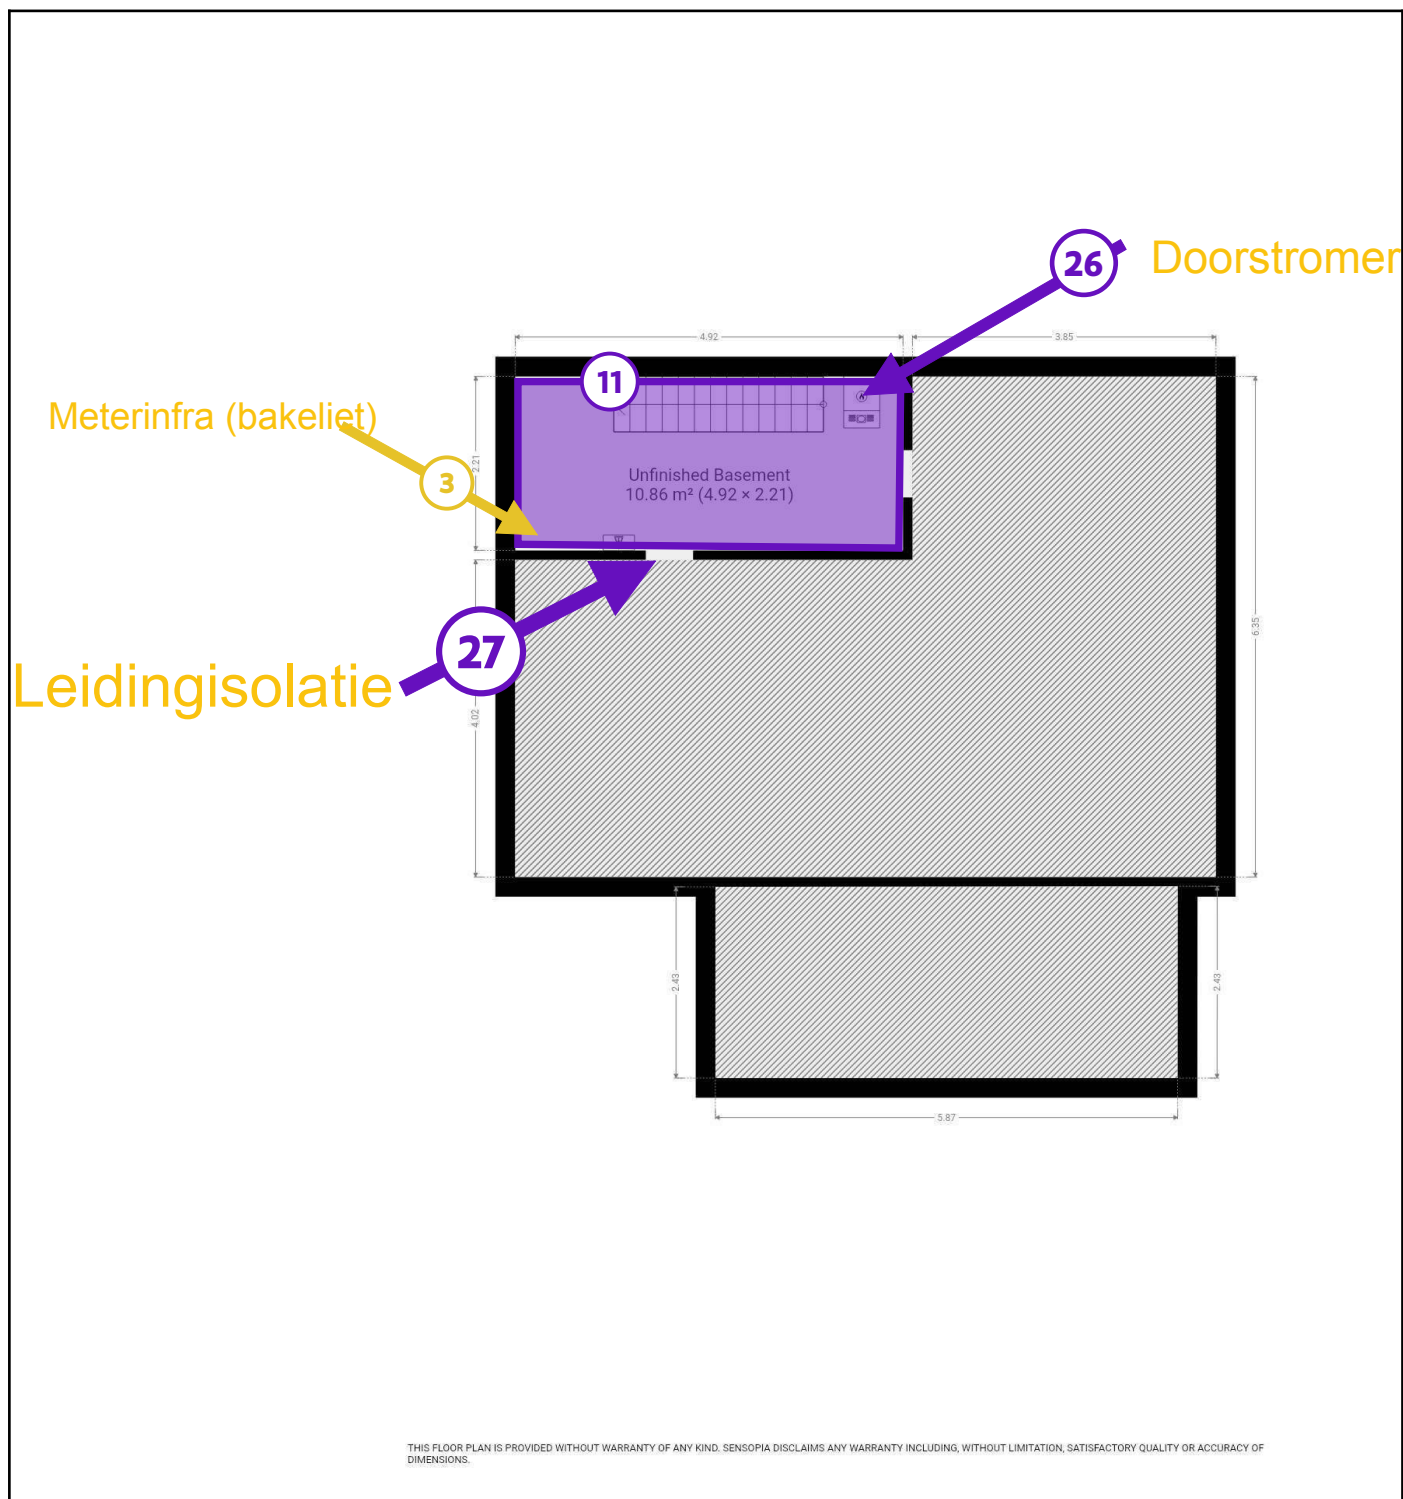 26
Doorstromer
4.92
3.85
11
Meterinfra (bakeliet)
2.21
3
Unfinished Basement
10.86 m² (4.92 × 2.21)
27
Leidingisolatie
6.35
4.02
2.43
2.43
5.87
THIS FLOOR PLAN IS PROVIDED WITHOUT WARRANTY OF ANY KIND. SENSOPIA DISCLAIMS ANY WARRANTY INCLUDING, WITHOUT LIMITATION, SATISFACTORY QUALITY OR ACCURACY OF
DIMENSIONS.